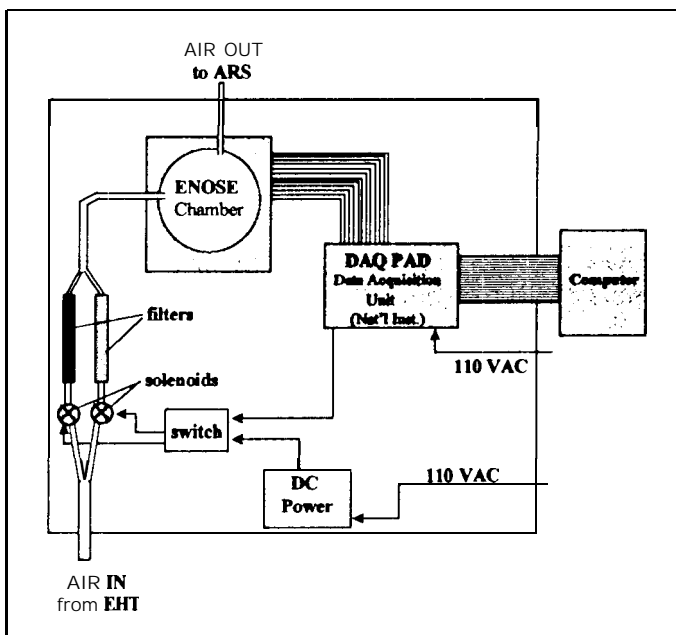 AIR OUT
to ARS
ENOSE
Chamber
DAQ PAD
Data Acquisition
Unit
(Nat'l Inst.)
Computer
filters
110 VAC
solenoids
switch
DC
Power
110 VAC
AIR IN
from EHT